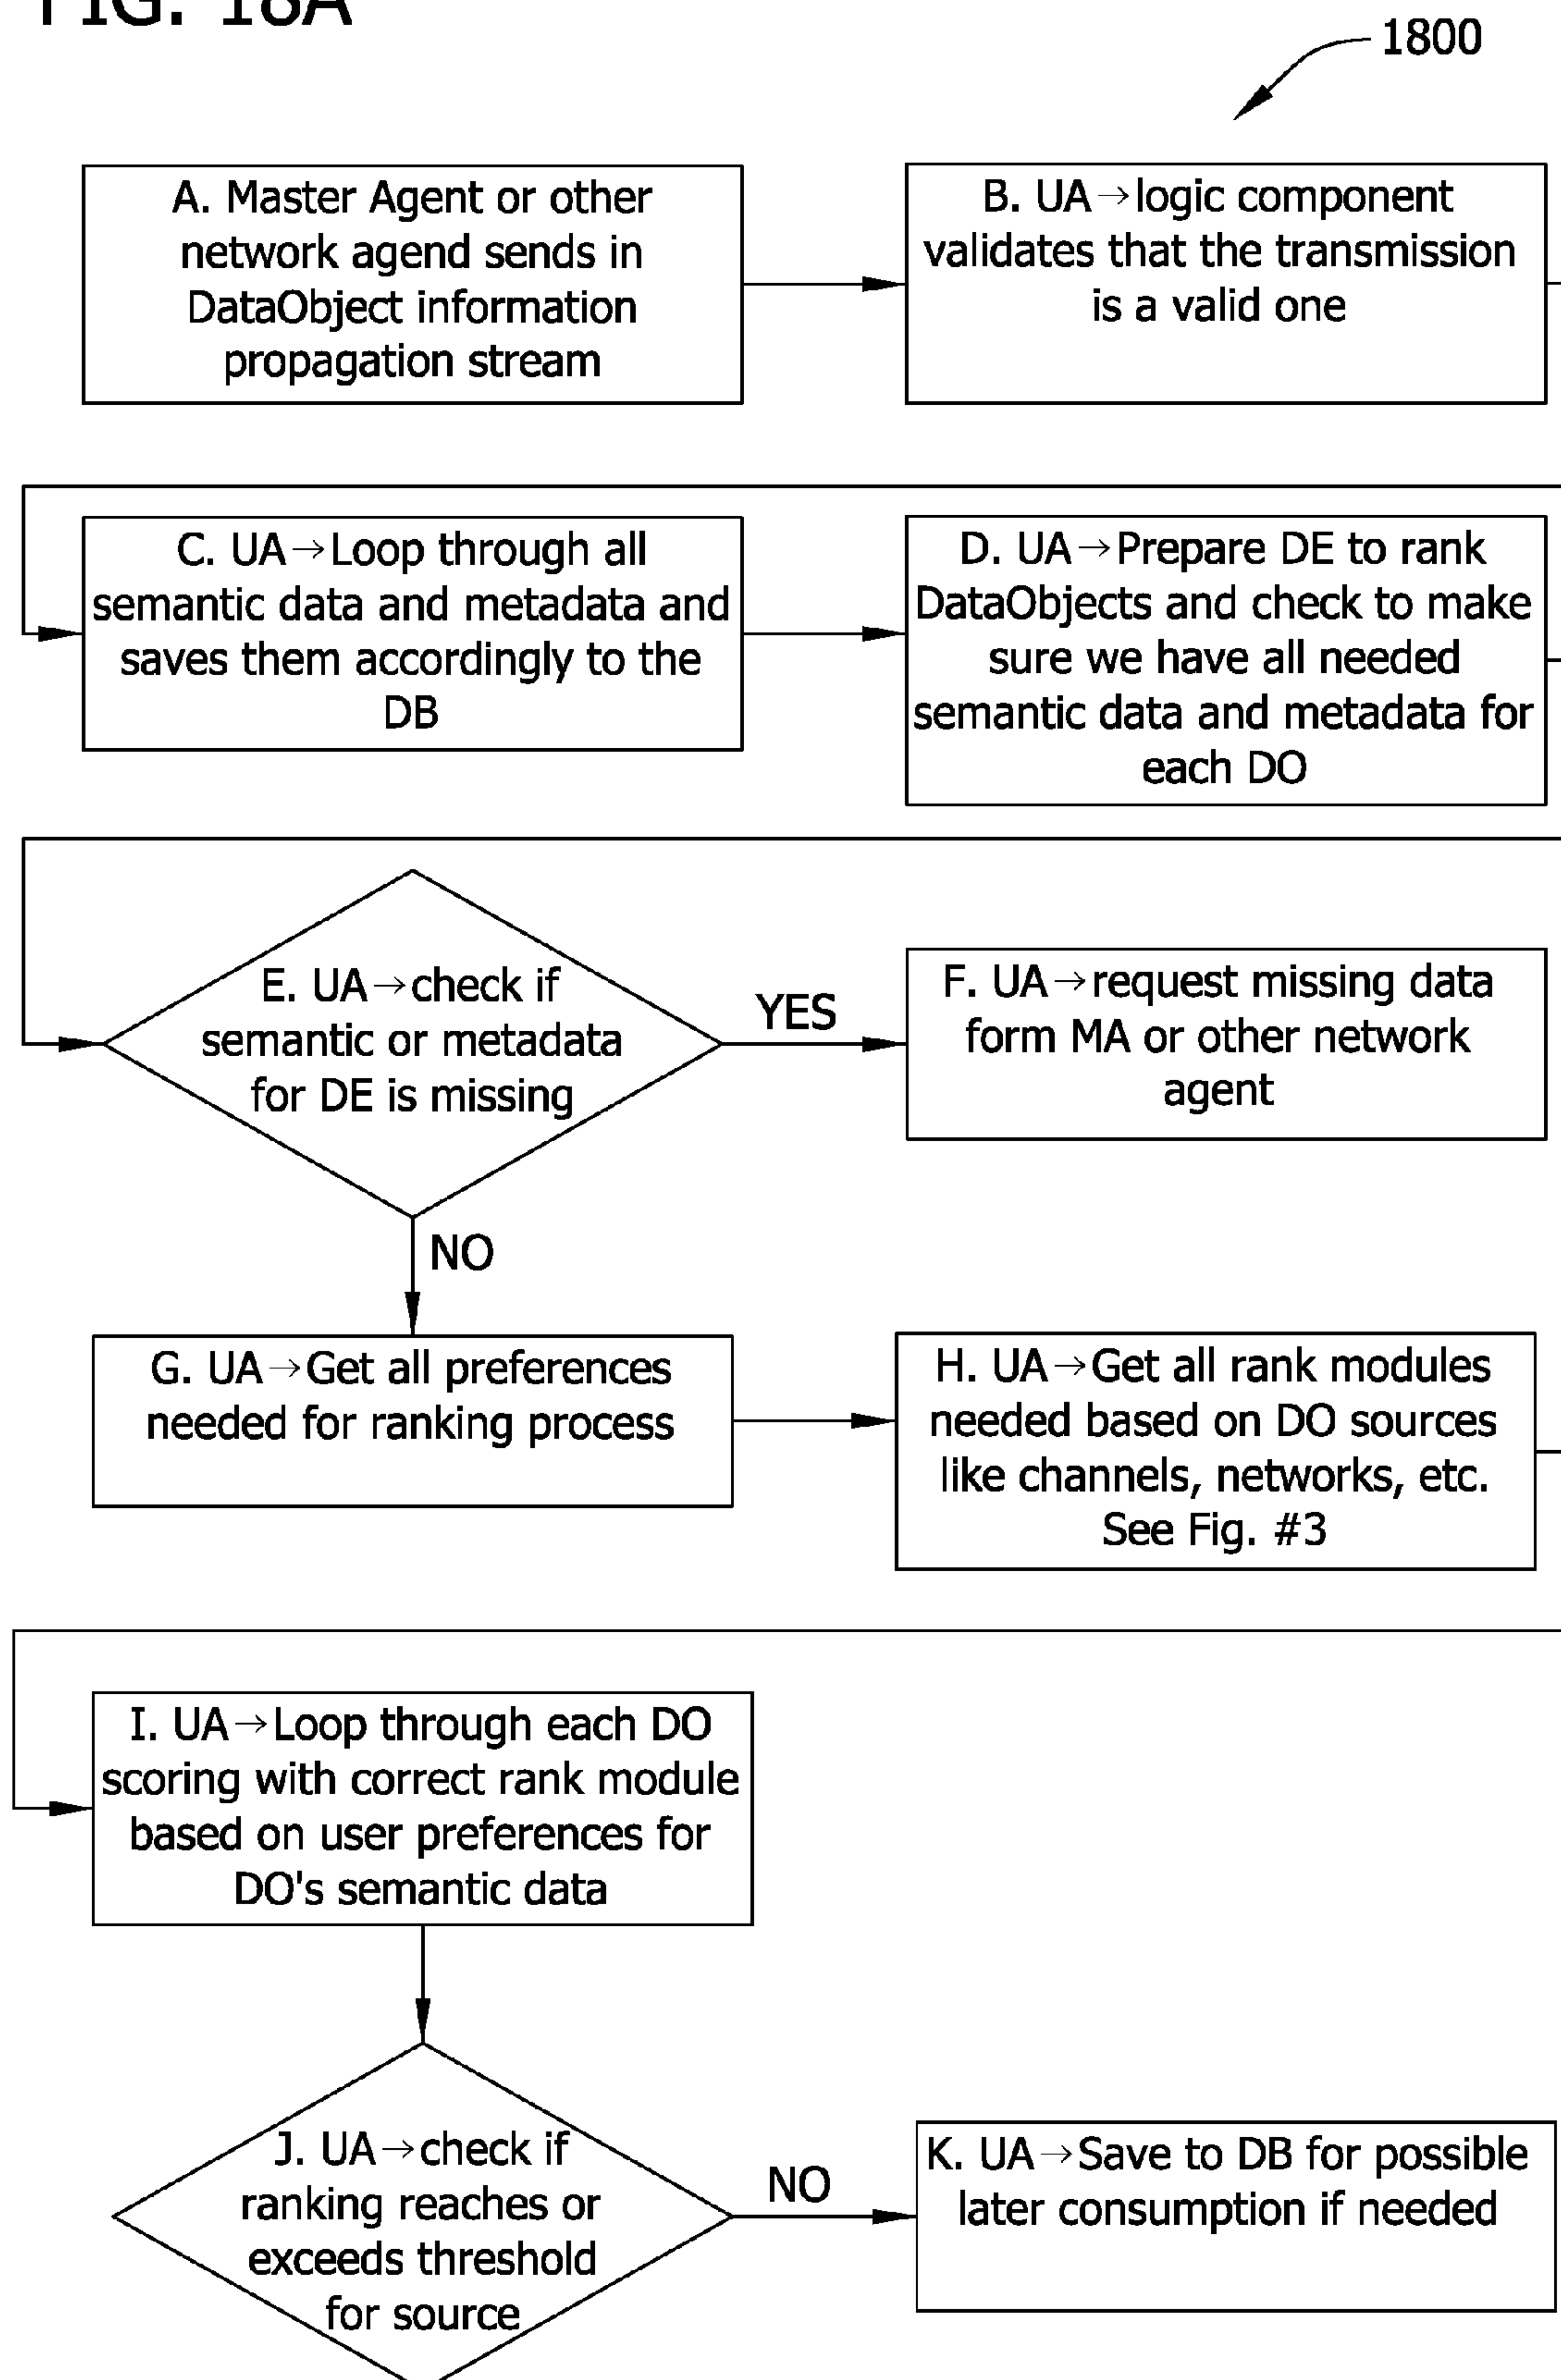 FIG. 18A
1800
A. Master Agent or other
network agend sends in
DataObject information
propagation stream
B. UA→logic component
validates that the transmission
is a valid one
C. UA→Loop through all
semantic data and metadata and
saves them accordingly to the
DB
D. UA→Prepare DE to rank
DataObjects and check to make
sure we have all needed
semantic data and metadata for
each DO
E. UA→check if
semantic or metadata
for DE is missing
YES
F. UA→request missing data
form MA or other network
agent
NO
G. UA→Get all preferences
needed for ranking process
H. UA→Get all rank modules
needed based on DO sources
like channels, networks, etc.
See Fig. #3
I. UA→Loop through each DO
scoring with correct rank module
based on user preferences for
DO's semantic data
J. UA→check if
ranking reaches or
exceeds threshold
for source
NO
K. UA→Save to DB for possible
later consumption if needed